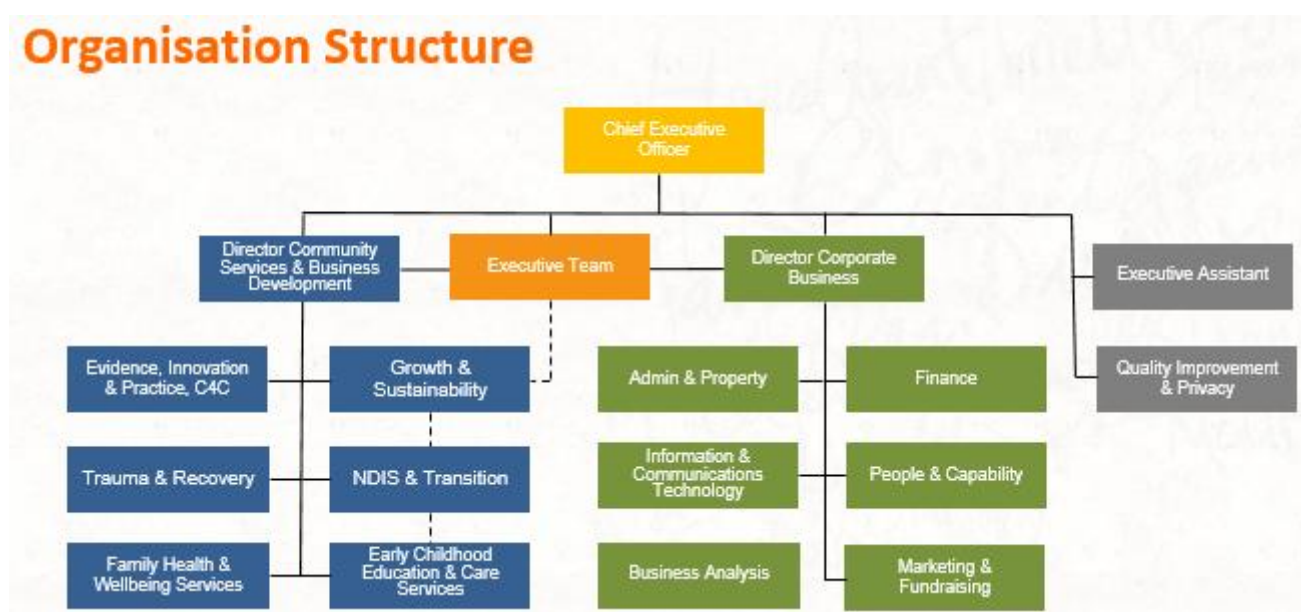 Organisation Structure
Chief Executive
Officer
Director Community
Services & Business
Development
Executive Team
Director Corporate
Business
Executive Assistant
Evidence, Innovation
& Practice, C4C
Growth &
Sustainability
Admin & Property
Finance
Quality Improvement
& Privacy
Trauma & Recovery
NDIS & Transition
Information &
Communications
Technology
People & Capability
Family Health &
Wellbeing Services
Early Childhood
Education & Care
Services
Business Analysis
Marketing &
Fundraising